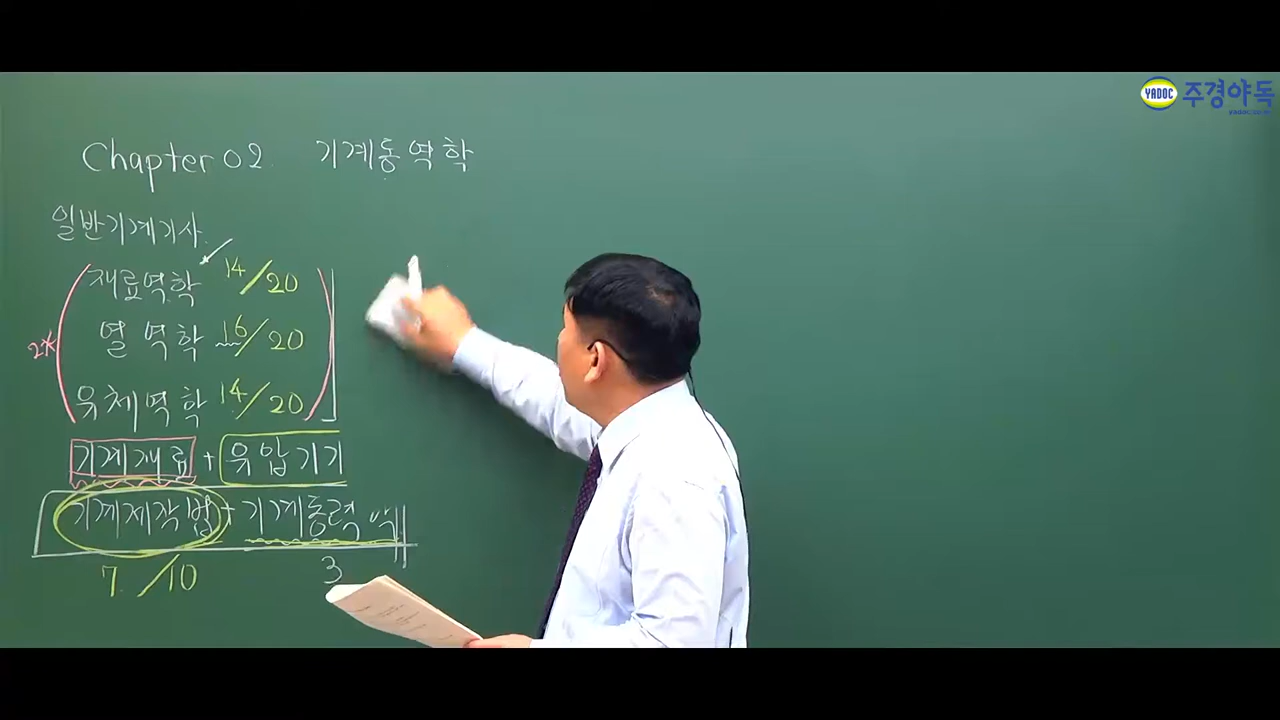 Chapter 02. 기계동역학
일반기계기사
재료역학 14/20
2* 열역학 16/20
유체역학 14/20
기계재료 + 유압기기
기계제작법 + 기계동력학
7. /10 3
YADOC 주경야독